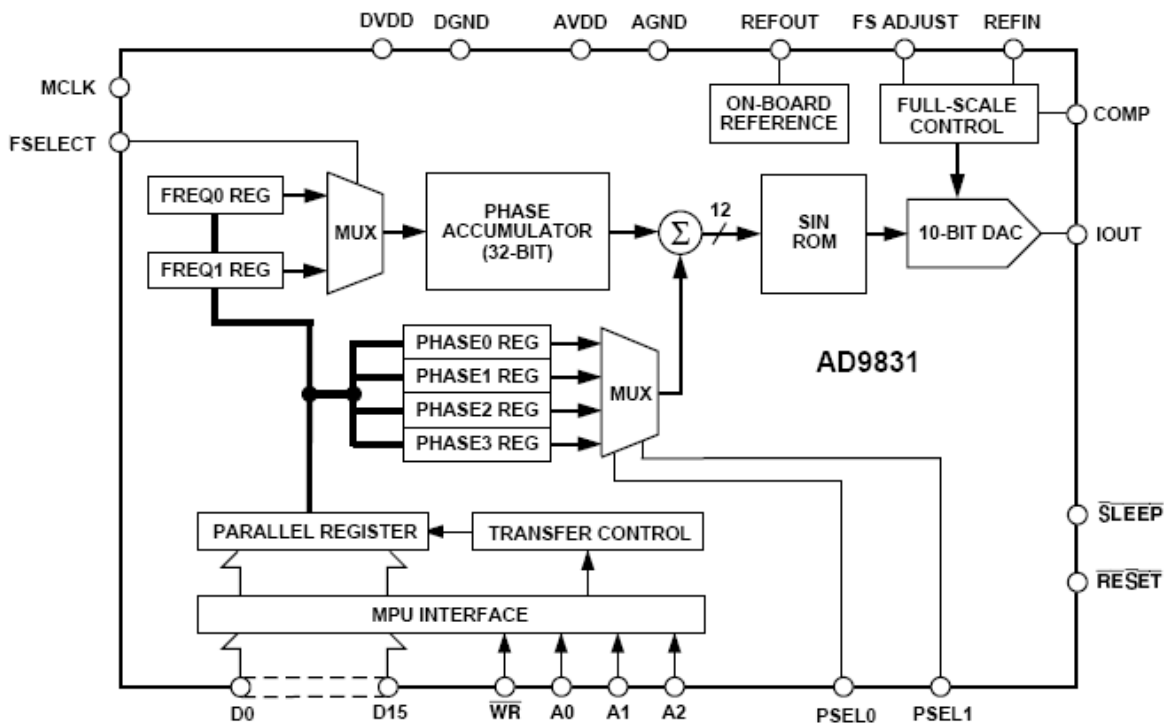 DVDD DGND AVDD AGND REFOUT FS ADJUST REFIN
MCLK
FSELECT
ON-BOARD
REFERENCE
FULL-SCALE
CONTROL
COMP
FREQ0 REG
FREQ1 REG
MUX
PHASE
ACCUMULATOR
(32-BIT)
Σ
12
SIN
ROM
10-BIT DAC
IOUT
PHASE0 REG
PHASE1 REG
PHASE2 REG
PHASE3 REG
MUX
AD9831
PARALLEL REGISTER
TRANSFER CONTROL
SLEEP
RESET
MPU INTERFACE
D0 D15 WR A0 A1 A2 PSEL0 PSEL1